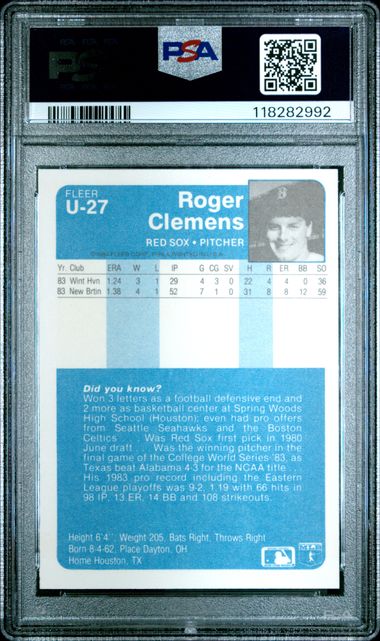 PSA
118282992
FLEER
U-27
Roger
Clemens
RED SOX • PITCHER
Yr. Club ERA W L IP G CG SV H R ER BB SO
83 Wint Hvn 1.24 3 1 29 4 3 0 22 4 4 0 36
83 New Brtin 1.38 4 1 52 7 1 0 31 8 8 12 59
Did you know?
Won 3 letters as a football defensive end and
2 more as basketball center at Spring Woods
High School (Houston); even had pro offers
from Seattle Seahawks and the Boston
Celtics . . . Was Red Sox first pick in 1980
June draft . . . Was the winning pitcher in the
final game of the College World Series '83, as
Texas beat Alabama 4-3 for the NCAA title . . .
His 1983 pro record including the Eastern
League playoffs was 9-2, 1.19 with 66 hits in
98 IP, 13 ER, 14 BB and 108 strikeouts.
Height 6'4", Weight 205, Bats Right, Throws Right
Born 8-4-62, Place Dayton, OH
Home Houston, TX